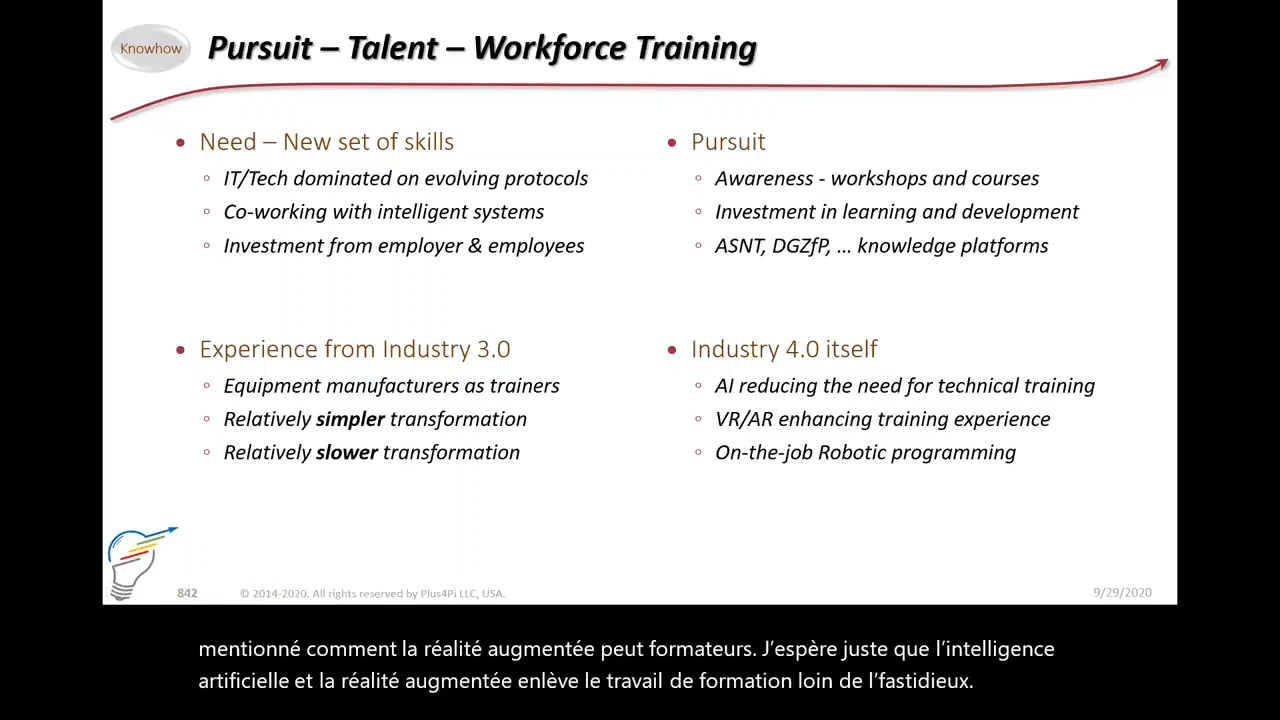 Knowhow
Pursuit – Talent – Workforce Training
Need – New set of skills
IT/Tech dominated on evolving protocols
Co-working with intelligent systems
Investment from employer & employees
Pursuit
Awareness - workshops and courses
Investment in learning and development
ASNT, DGZfP, ... knowledge platforms
Experience from Industry 3.0
Equipment manufacturers as trainers
Relatively simpler transformation
Relatively slower transformation
Industry 4.0 itself
AI reducing the need for technical training
VR/AR enhancing training experience
On-the-job Robotic programming
842
© 2014-2020. All rights reserved by Plus4Pi LLC, USA.
9/29/2020
mentionné comment la réalité augmentée peut formateurs. J’espère juste que l’intelligence
artificielle et la réalité augmentée enlève le travail de formation loin de l’fastidieux.